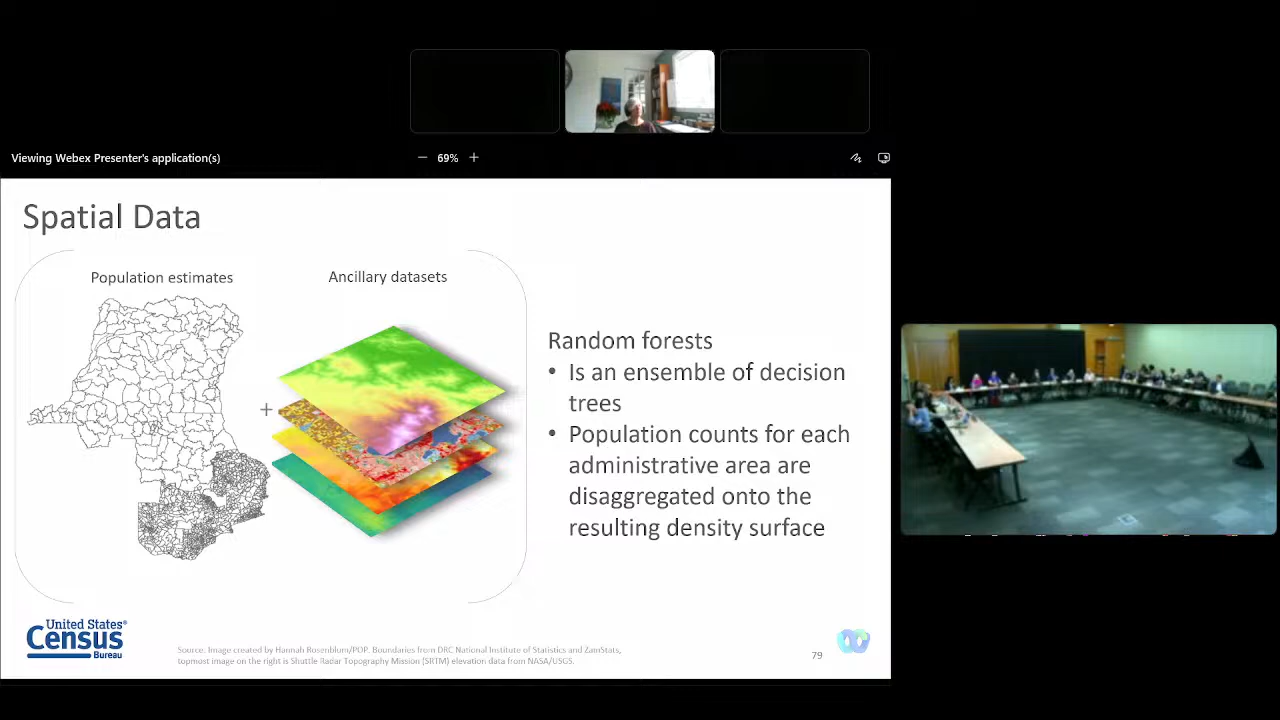 Viewing Webex Presenter's application(s)
− 69% +
Spatial Data
Population estimates
Ancillary datasets
+
Random forests
• Is an ensemble of decision
trees
• Population counts for each
administrative area are
disaggregated onto the
resulting density surface
United States®
Census
Bureau
Source: Image created by Hannah Rosenblum/POP. Boundaries from DRC National Institute of Statistics and ZamStats,
topmost image on the right is Shuttle Radar Topography Mission (SRTM) elevation data from NASA/USGS.
79